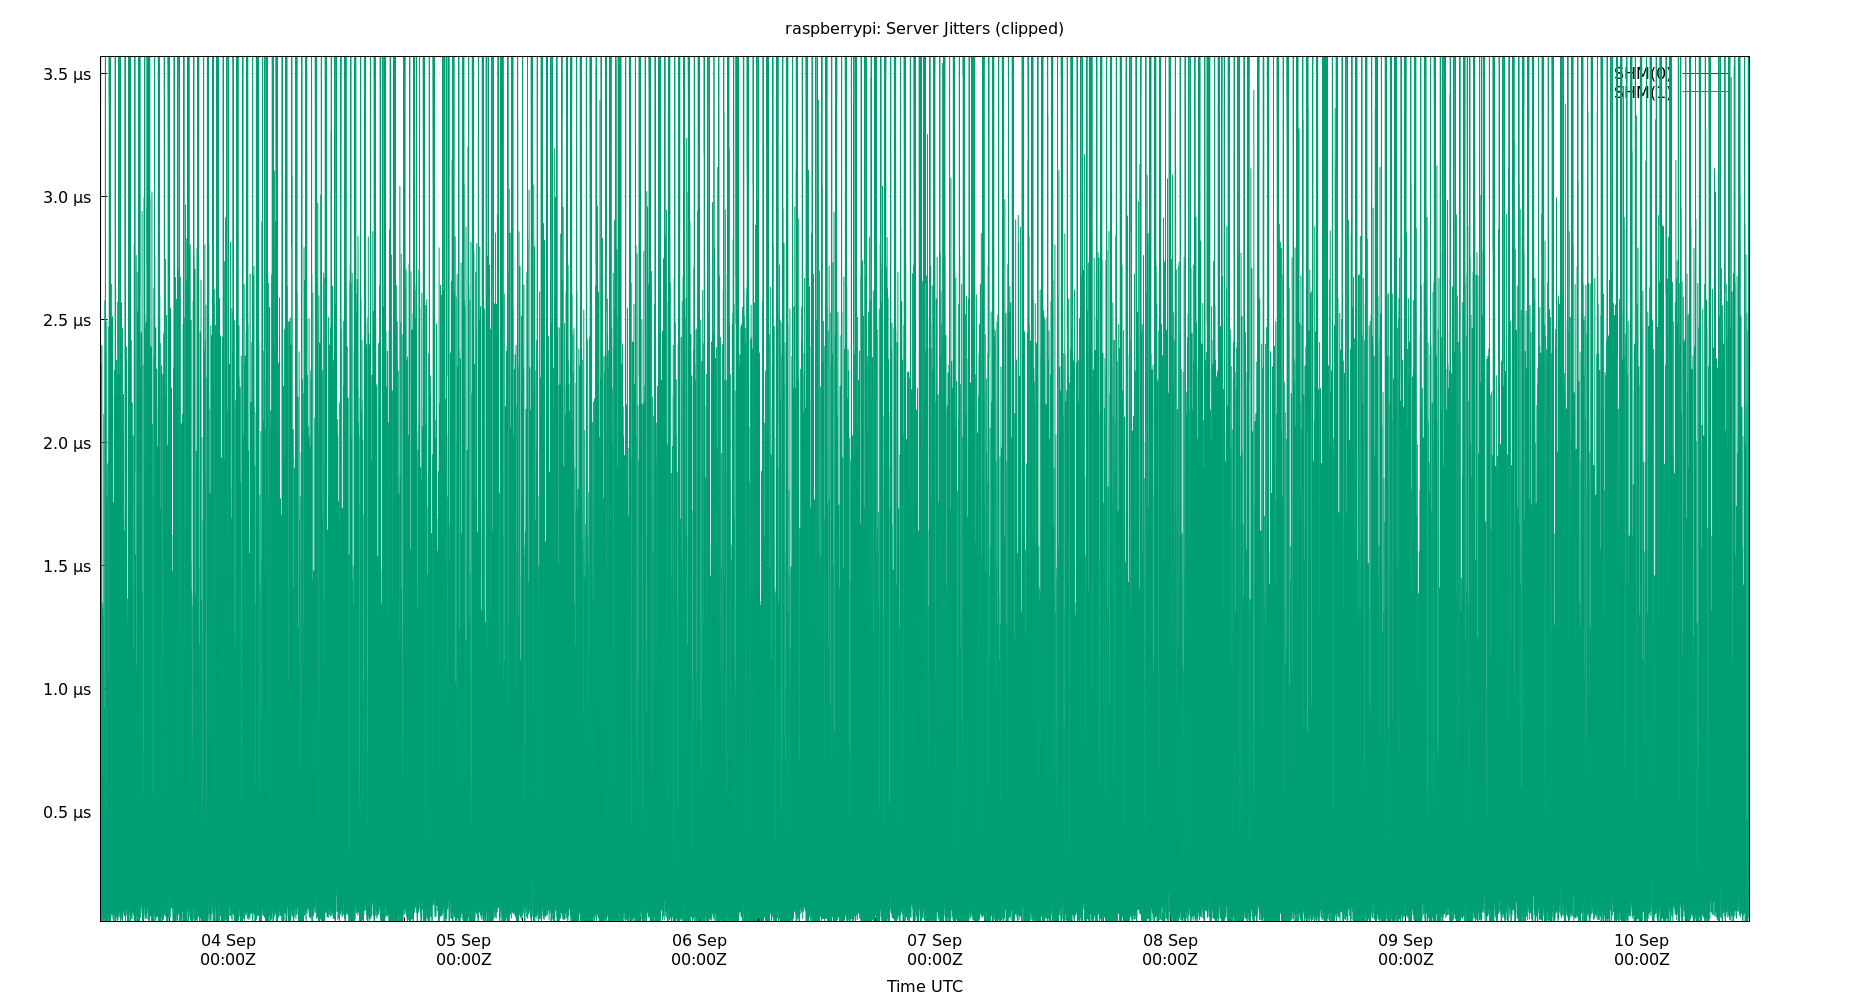 raspberrypi: Server Jitters (clipped)
3.5 µs
SHM(0)
SHM(1)
3.0 µs
2.5 µs
2.0 µs
1.5 µs
1.0 µs
0.5 µs
04 Sep 05 Sep 06 Sep 07 Sep 08 Sep 09 Sep 10 Sep
00:00Z 00:00Z 00:00Z 00:00Z 00:00Z 00:00Z 00:00Z
Time UTC